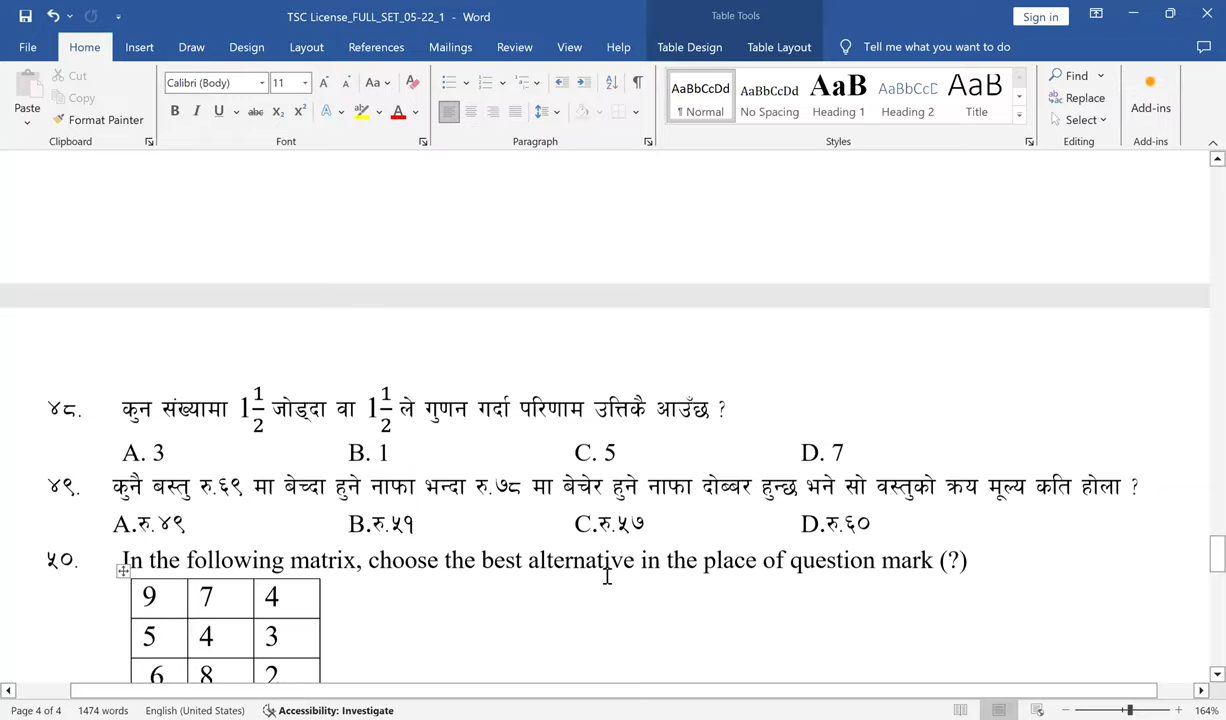 TSC License_FULL_SET_05-22_1 - Word
Table Tools
Sign in
File Home Insert Draw Design Layout References Mailings Review View Help Table Design Table Layout Tell me what you want to do
Paste
Cut
Copy
Format Painter
Calibri (Body) 11
A A Aa A
B I U abc X₂ X² A A
AaBbCcDd AaBbCcDd AaB AaBbCcC AaB
¶ Normal No Spacing Heading 1 Heading 2 Title
Find
Replace
Select
Add-ins
Clipboard Font Paragraph Styles Editing Add-ins
४८. कुन संख्यामा 1 1/2 जोड्दा वा 1 1/2 ले गुणन गर्दा परिणाम उत्तिकै आउँछ ?
A. 3 B. 1 C. 5 D. 7
४९. कुनै बस्तु रु.६९ मा बेच्दा हुने नाफा भन्दा रु.७८ मा बेचेर हुने नाफा दोब्बर हुन्छ भने सो वस्तुको क्रय मूल्य कति होला ?
A.रु.४९ B.रु.५१ C.रु.५७ D.रु.६०
५०. In the following matrix, choose the best alternative in the place of question mark (?)
9 7 4
5 4 3
6 8 2
Page 4 of 4 1474 words English (United States) Accessibility: Investigate 164%